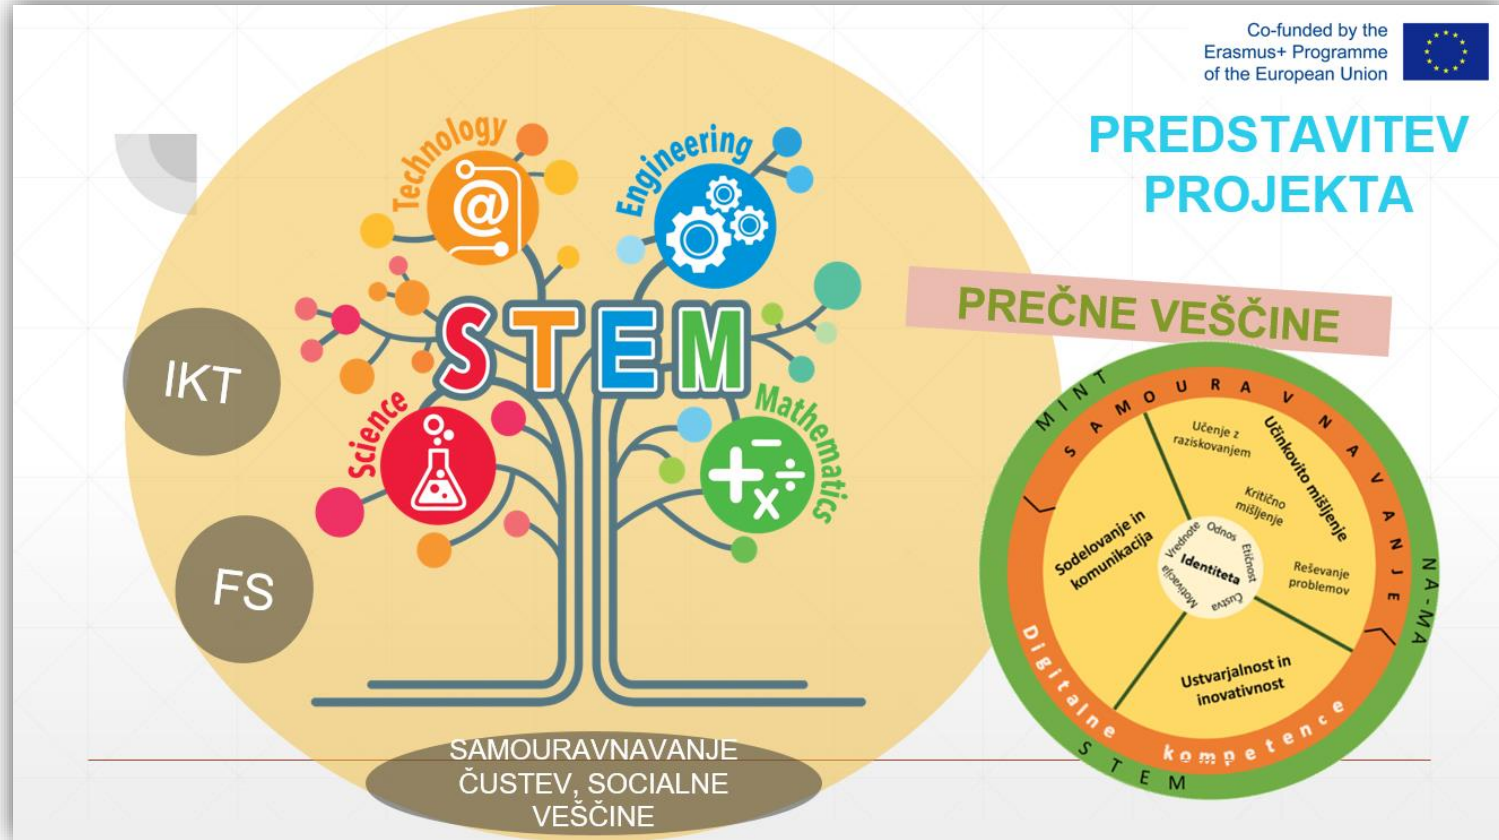 Co-funded by the
Erasmus+ Programme
of the European Union
PREDSTAVITEV
PROJEKTA
Technology
Engineering
STEM
Science
Mathematics
IKT
FS
SAMOURAVNAVANJE
ČUSTEV, SOCIALNE
VEŠČINE
PREČNE VEŠČINE
MINT
NA-MA
STEM
SAMOURAVNAVANJE
Digitalne kompetence
Učenje z
raziskovanjem
Učinkovito mišljenje
Kritično
mišljenje
Reševanje
problemov
Sodelovanje in
komunikacija
Ustvarjalnost in
inovativnost
Vrednote
Odnos
Etičnost
Čustva
Motivacija
Identiteta